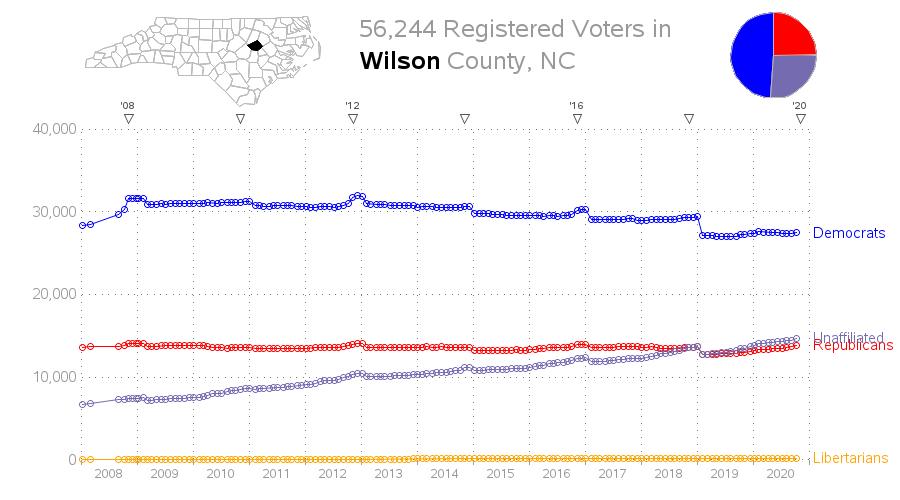 56,244 Registered Voters in
Wilson County, NC
'08 '12 '16 '20
40,000
30,000
20,000
10,000
0
Democrats
Unaffiliated
Republicans
Libertarians
2008 2009 2010 2011 2012 2013 2014 2015 2016 2017 2018 2019 2020